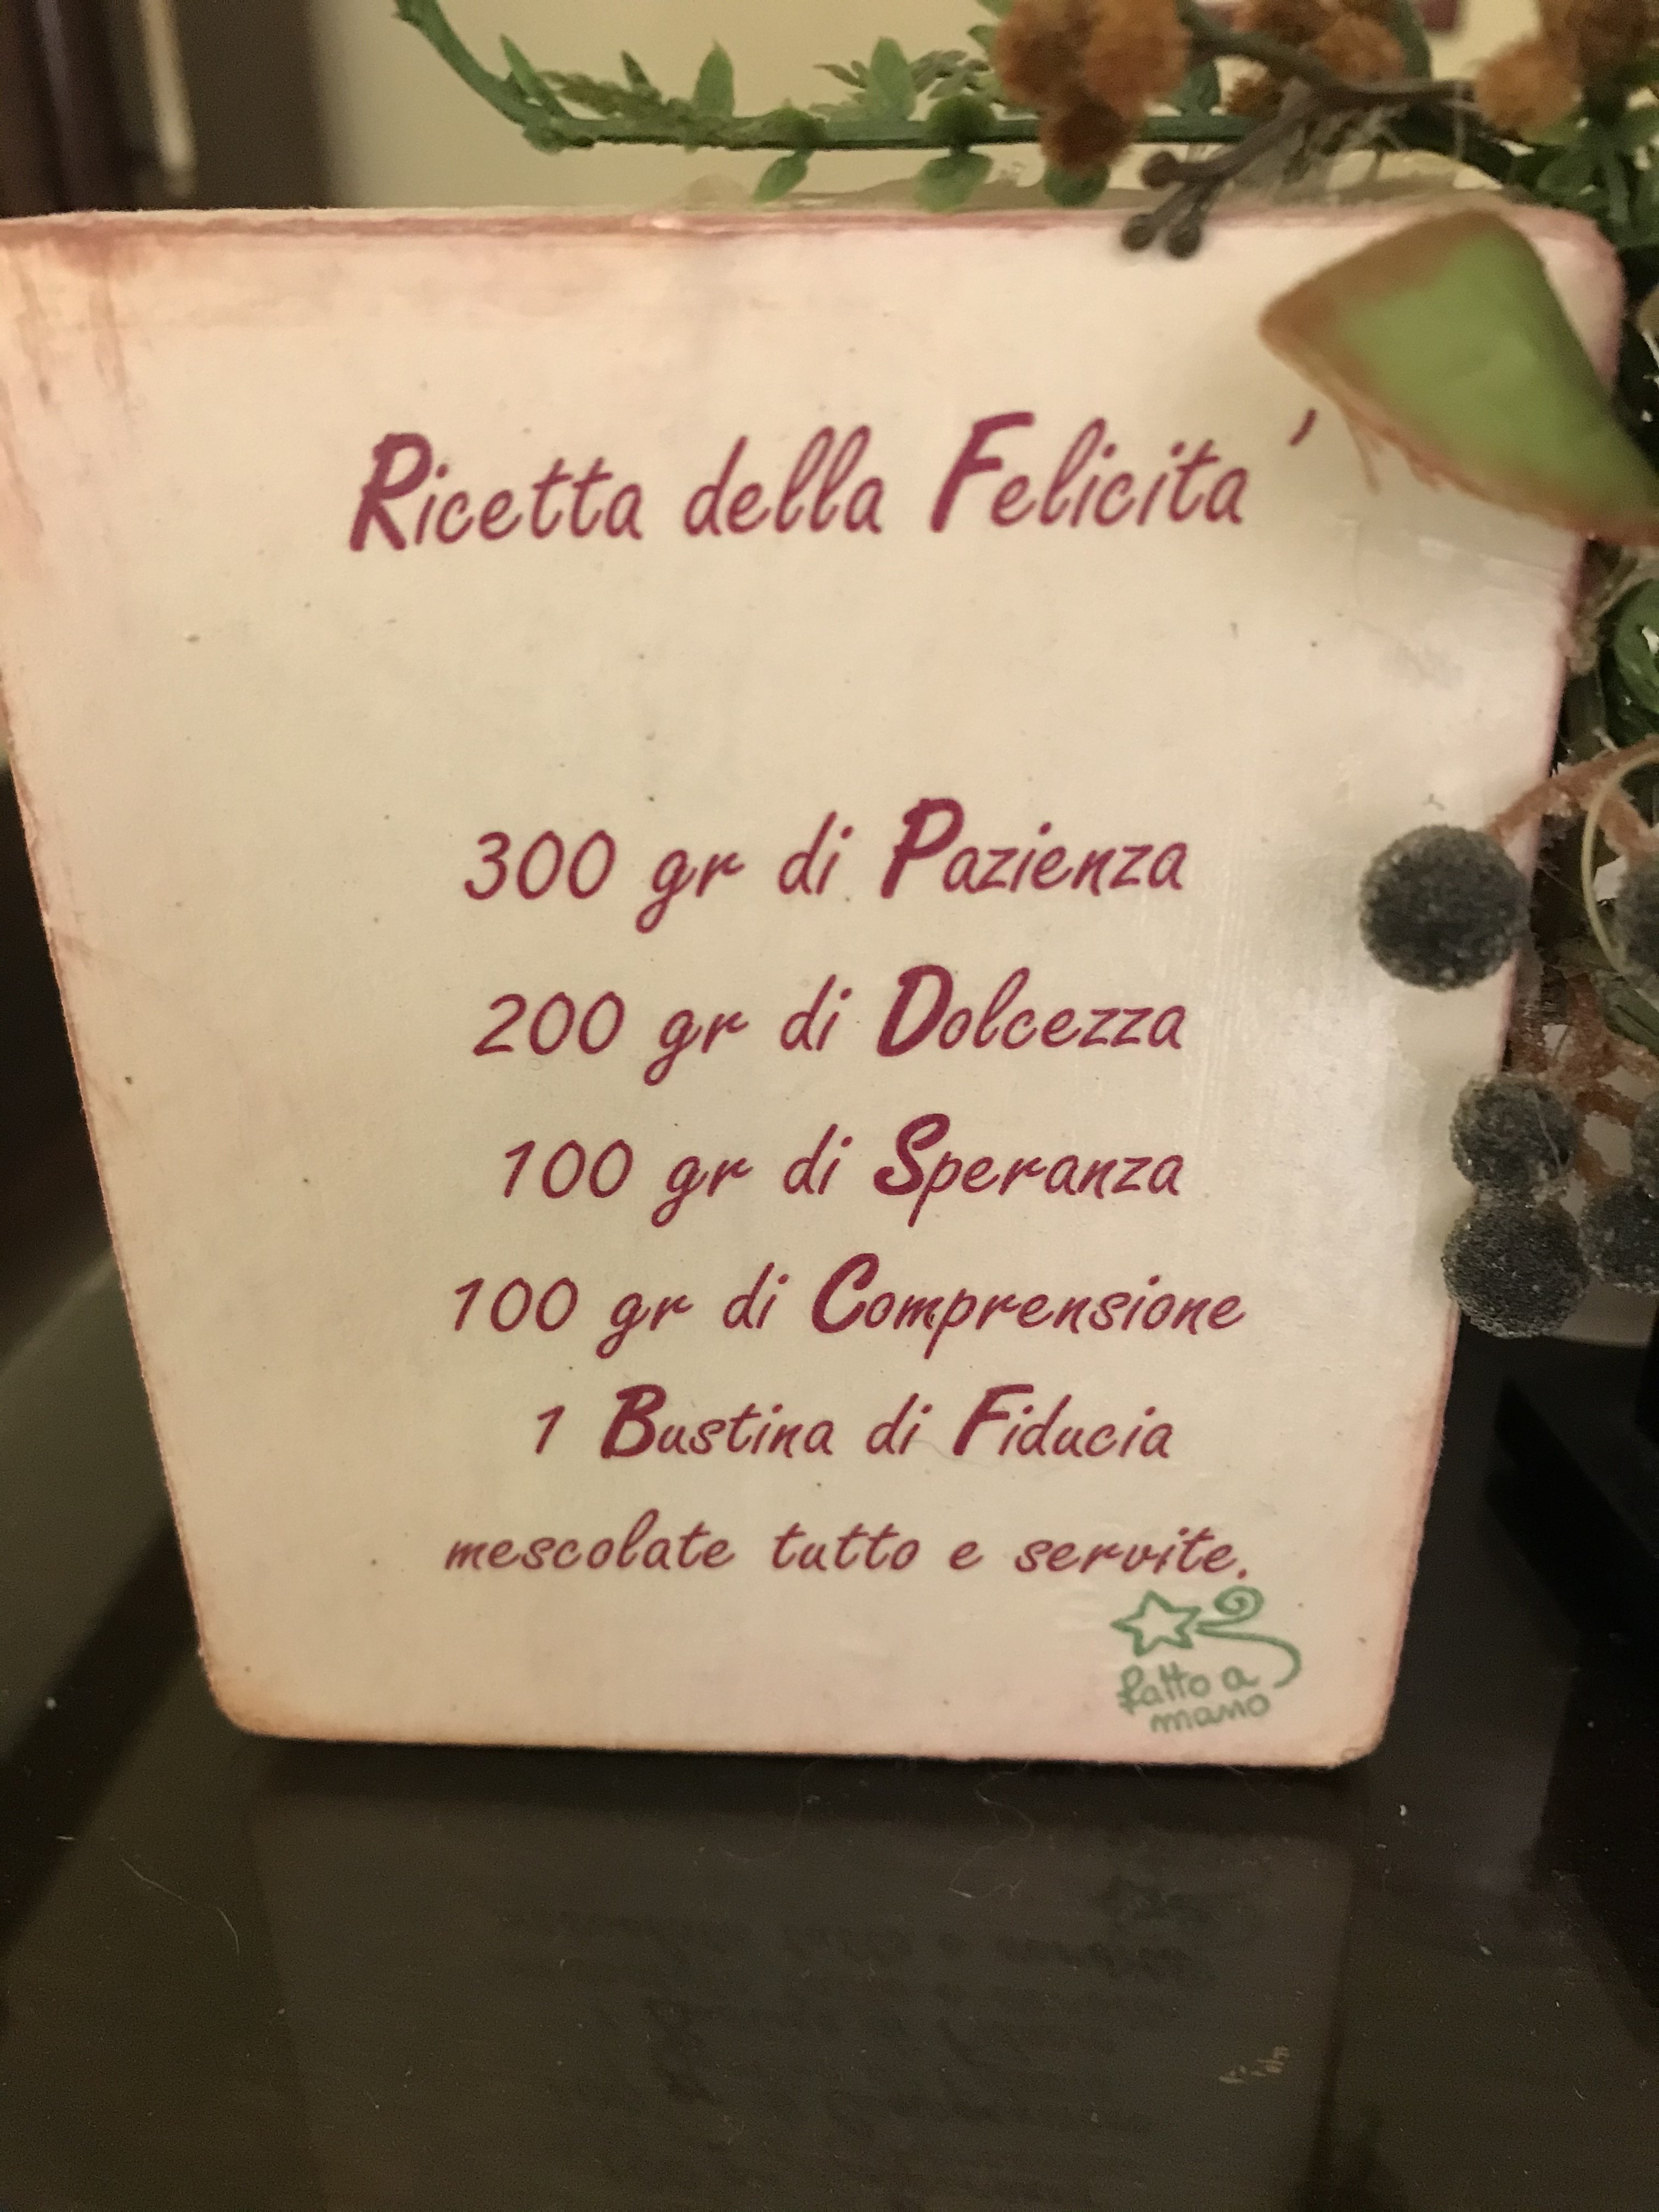 Ricetta della Felicita'
300 gr di Pazienza
200 gr di Dolcezza
100 gr di Speranza
100 gr di Comprensione
1 Bustina di Fiducia
mescolate tutto e servite.
fatto a
mano